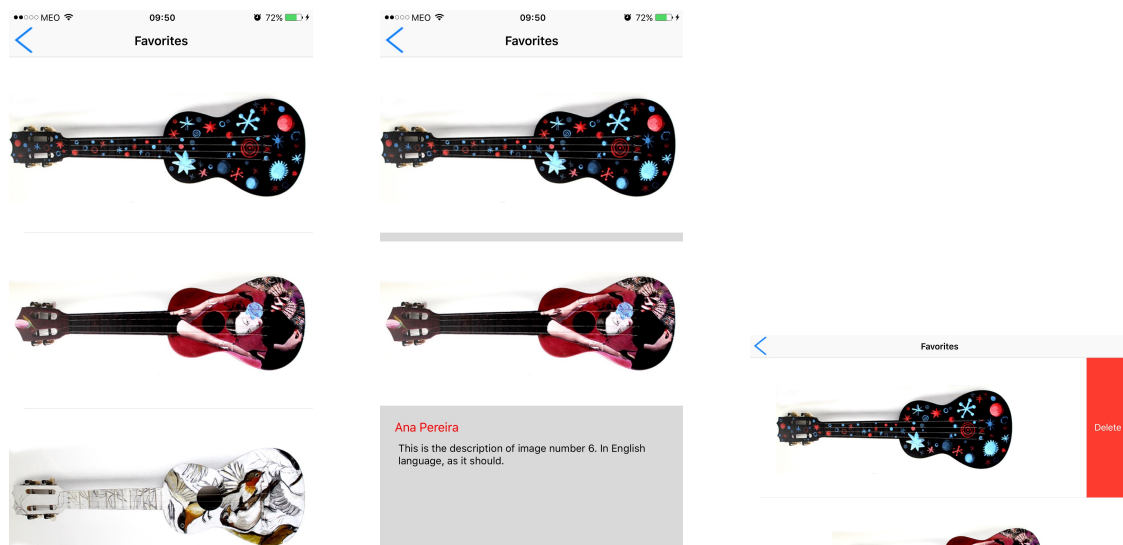 MEO 09:50 72%
Favorites
MEO 09:50 72%
Favorites
Ana Pereira
This is the description of image number 6. In English
language, as it should.
Favorites
Delete